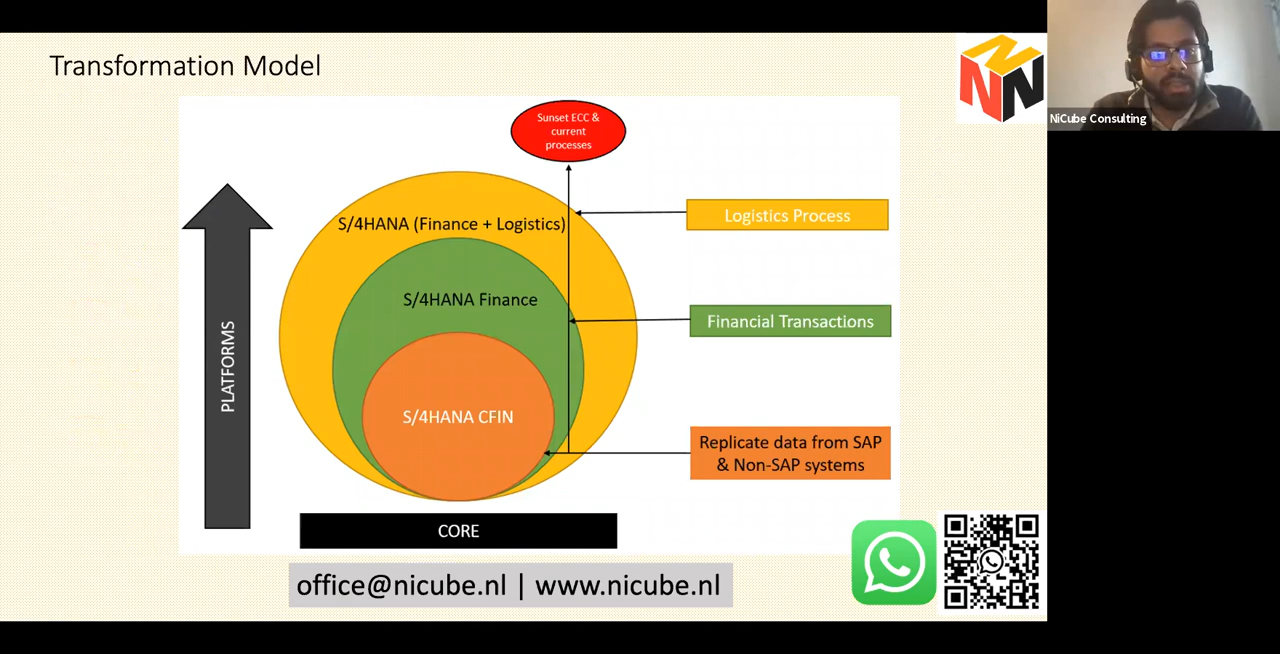 Transformation Model
NiCube Consulting
Sunset ECC &
current
processes
S/4HANA (Finance + Logistics)
Logistics Process
S/4HANA Finance
Financial Transactions
PLATFORMS
S/4HANA CFIN
Replicate data from SAP
& Non-SAP systems
CORE
office@nicube.nl | www.nicube.nl